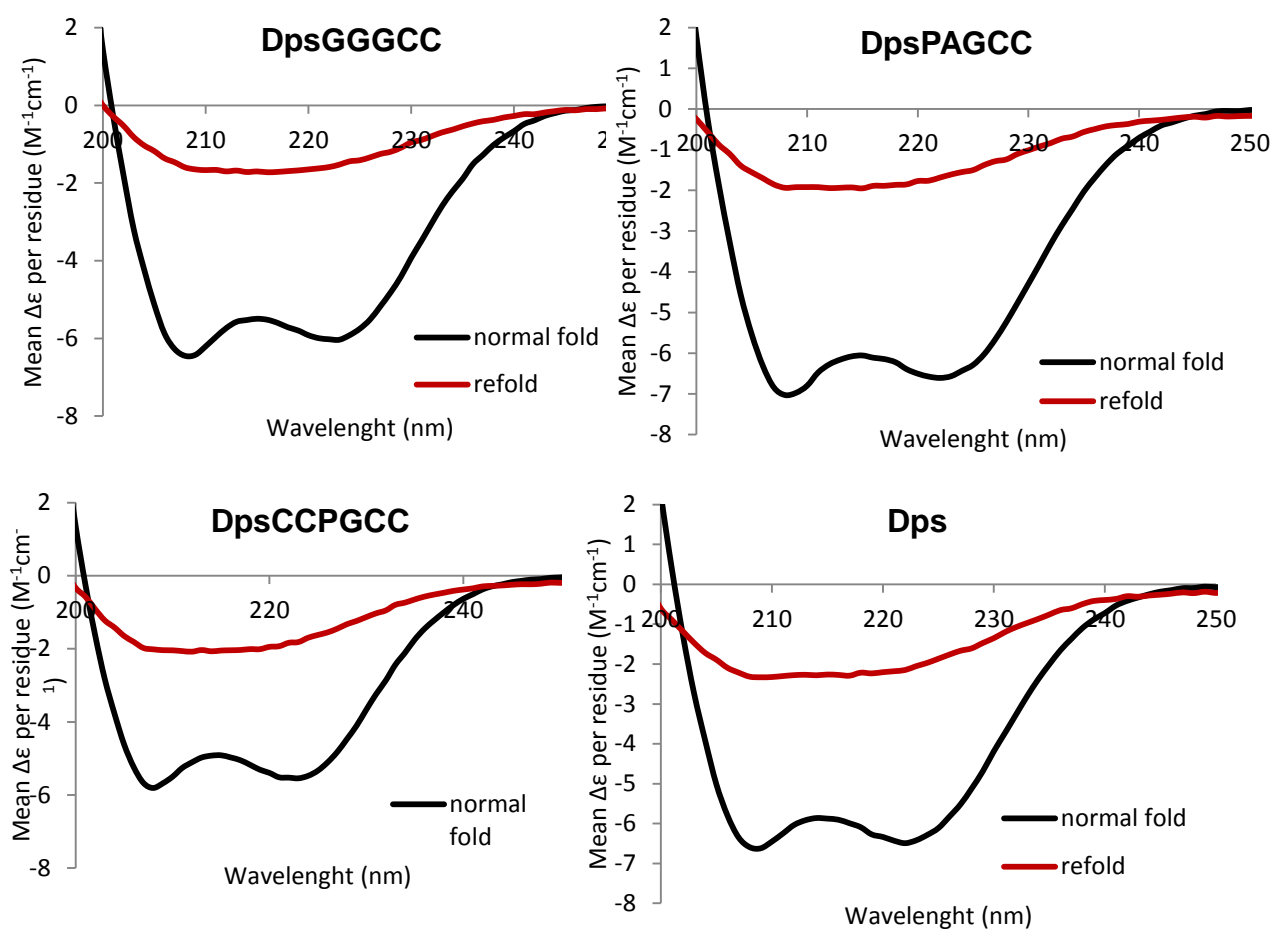 DpsGGGCC
Mean Δε per residue (M⁻¹cm⁻¹)
2
0
-2
-4
-6
-8
200
210
220
230
240
2
normal fold
refold
Wavelenght (nm)
DpsPAGCC
Mean Δε per residue (M⁻¹cm⁻¹)
2
1
0
-1
-2
-3
-4
-5
-6
-7
-8
200
210
220
230
240
250
normal fold
refold
Wavelenght (nm)
DpsCCPGCC
Mean Δε per residue (M⁻¹cm⁻
¹)
2
0
-2
-4
-6
-8
200
220
240
normal
fold
Wavelenght (nm)
Dps
Mean Δε per residue (M⁻¹cm⁻¹)
2
1
0
-1
-2
-3
-4
-5
-6
-7
-8
200
210
220
230
240
250
normal fold
refold
Wavelenght (nm)